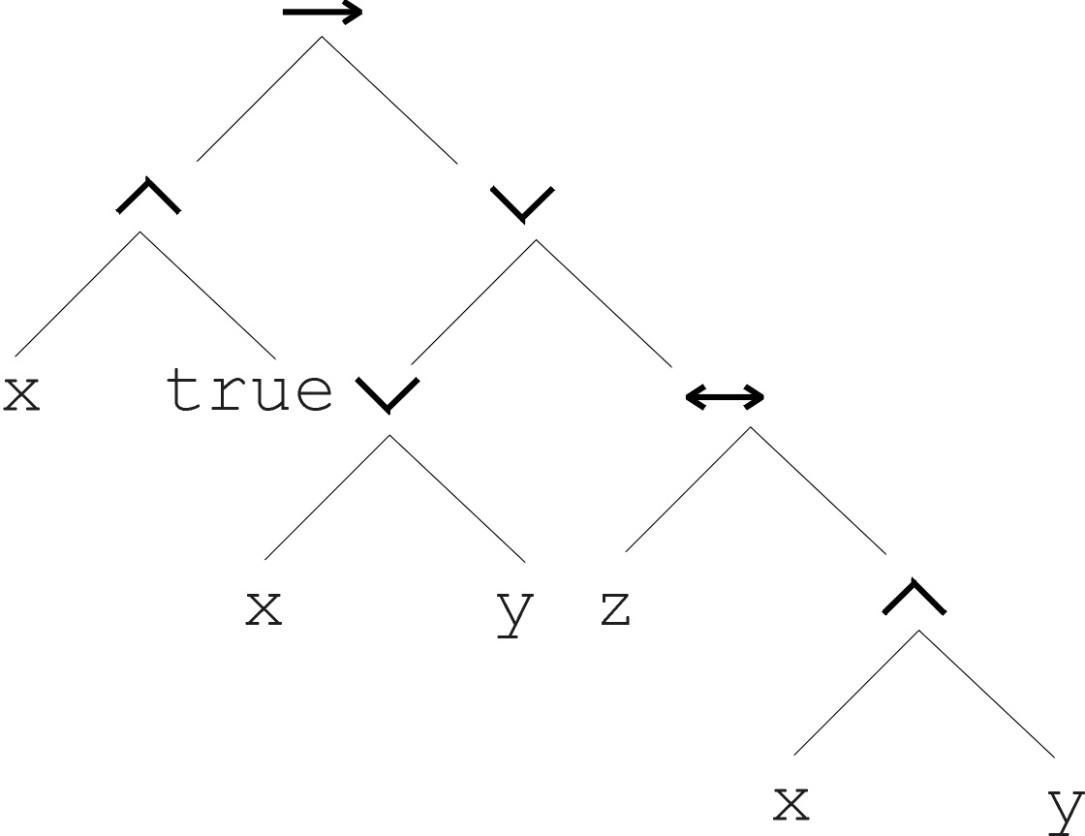 →
∧ ∨
x true ∨ ↔
x y z ∧
x y